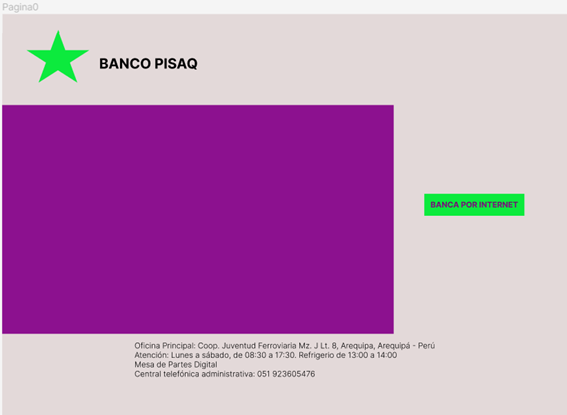 Pagina0
BANCO PISAQ
BANCA POR INTERNET
Oficina Principal: Coop. Juventud Ferroviaria Mz. J Lt. 8, Arequipa, Arequipá - Perú
Atención: Lunes a sábado, de 08:30 a 17:30. Refrigerio de 13:00 a 14:00
Mesa de Partes Digital
Central telefónica administrativa: 051 923605476